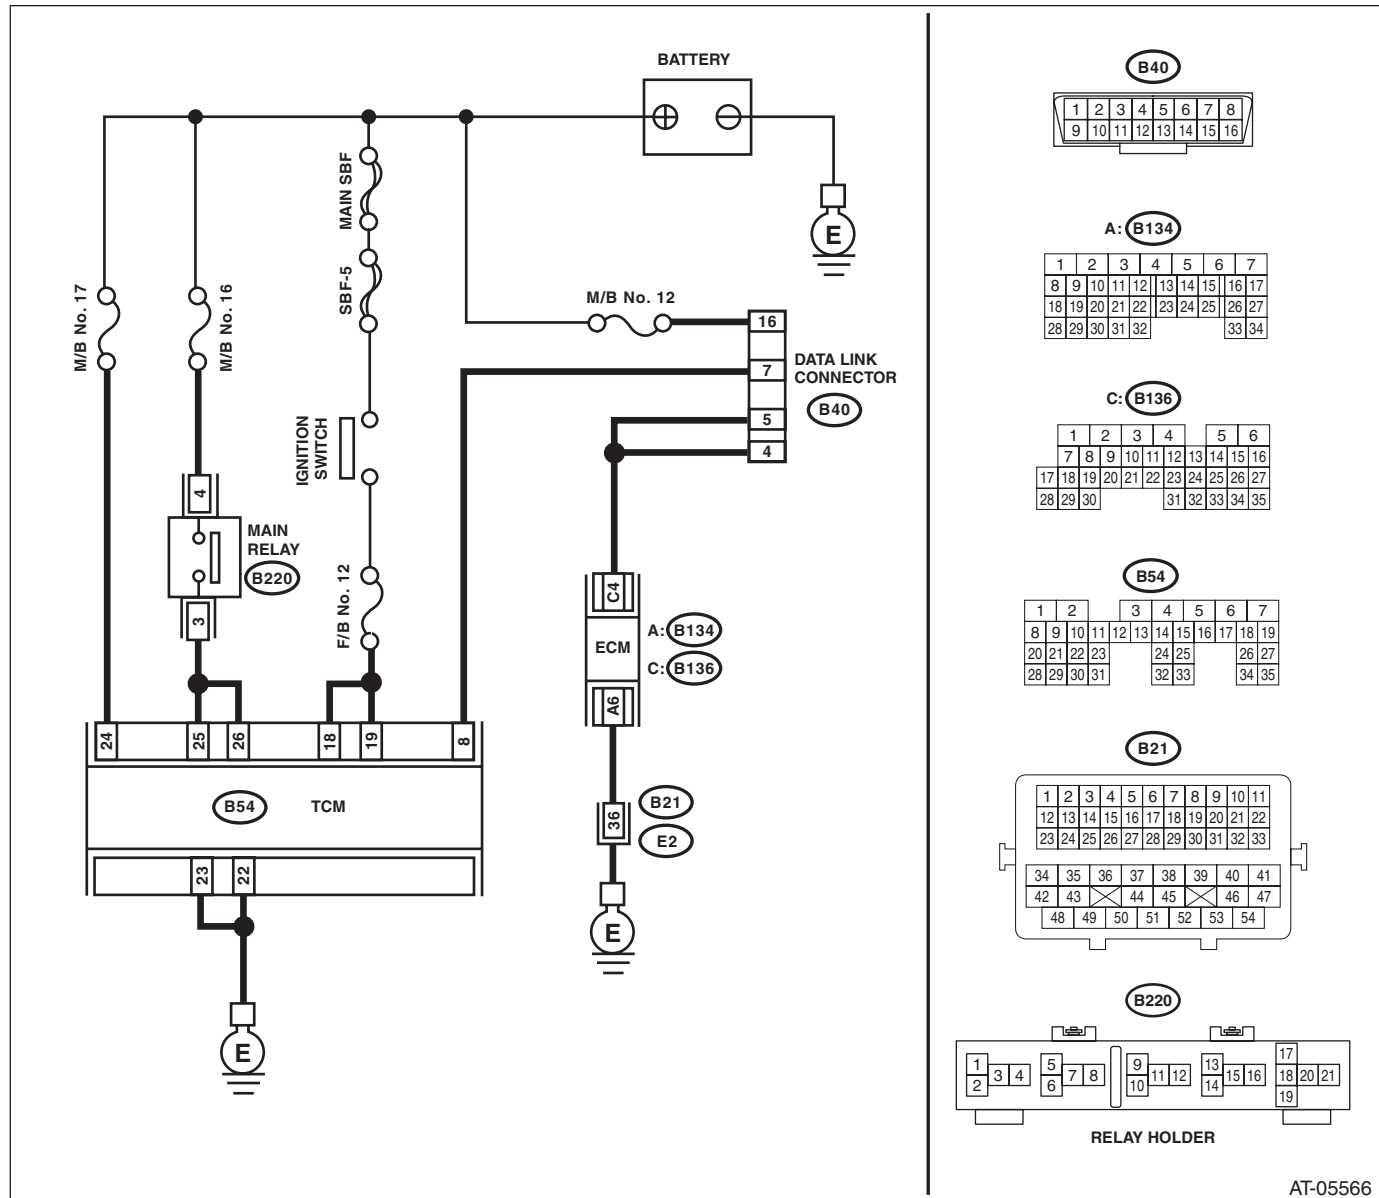 BATTERY
MAIN SBF
SBF-5
M/B No. 17
M/B No. 16
E
M/B No. 12
16
7
DATA LINK
CONNECTOR
B40
5
4
IGNITION
SWITCH
4
MAIN
RELAY
B220
3
F/B No. 12
C4
ECM
A: B134
C: B136
A6
24
25
26
18
19
8
B54 TCM
36
B21
E2
23
22
E
E
B40
1 2 3 4 5 6 7 8
9 10 11 12 13 14 15 16
A: B134
1 2 3 4 5 6 7
8 9 10 11 12 13 14 15 16 17
18 19 20 21 22 23 24 25 26 27
28 29 30 31 32 33 34
C: B136
1 2 3 4 5 6
7 8 9 10 11 12 13 14 15 16
17 18 19 20 21 22 23 24 25 26 27
28 29 30 31 32 33 34 35
B54
1 2 3 4 5 6 7
8 9 10 11 12 13 14 15 16 17 18 19
20 21 22 23 24 25 26 27
28 29 30 31 32 33 34 35
B21
1 2 3 4 5 6 7 8 9 10 11
12 13 14 15 16 17 18 19 20 21 22
23 24 25 26 27 28 29 30 31 32 33
34 35 36 37 38 39 40 41
42 43 44 45 46 47
48 49 50 51 52 53 54
B220
1 2 3 4
5 6 7 8
9 10 11 12
13 14 15 16
17 18 19 20 21
RELAY HOLDER
AT-05566